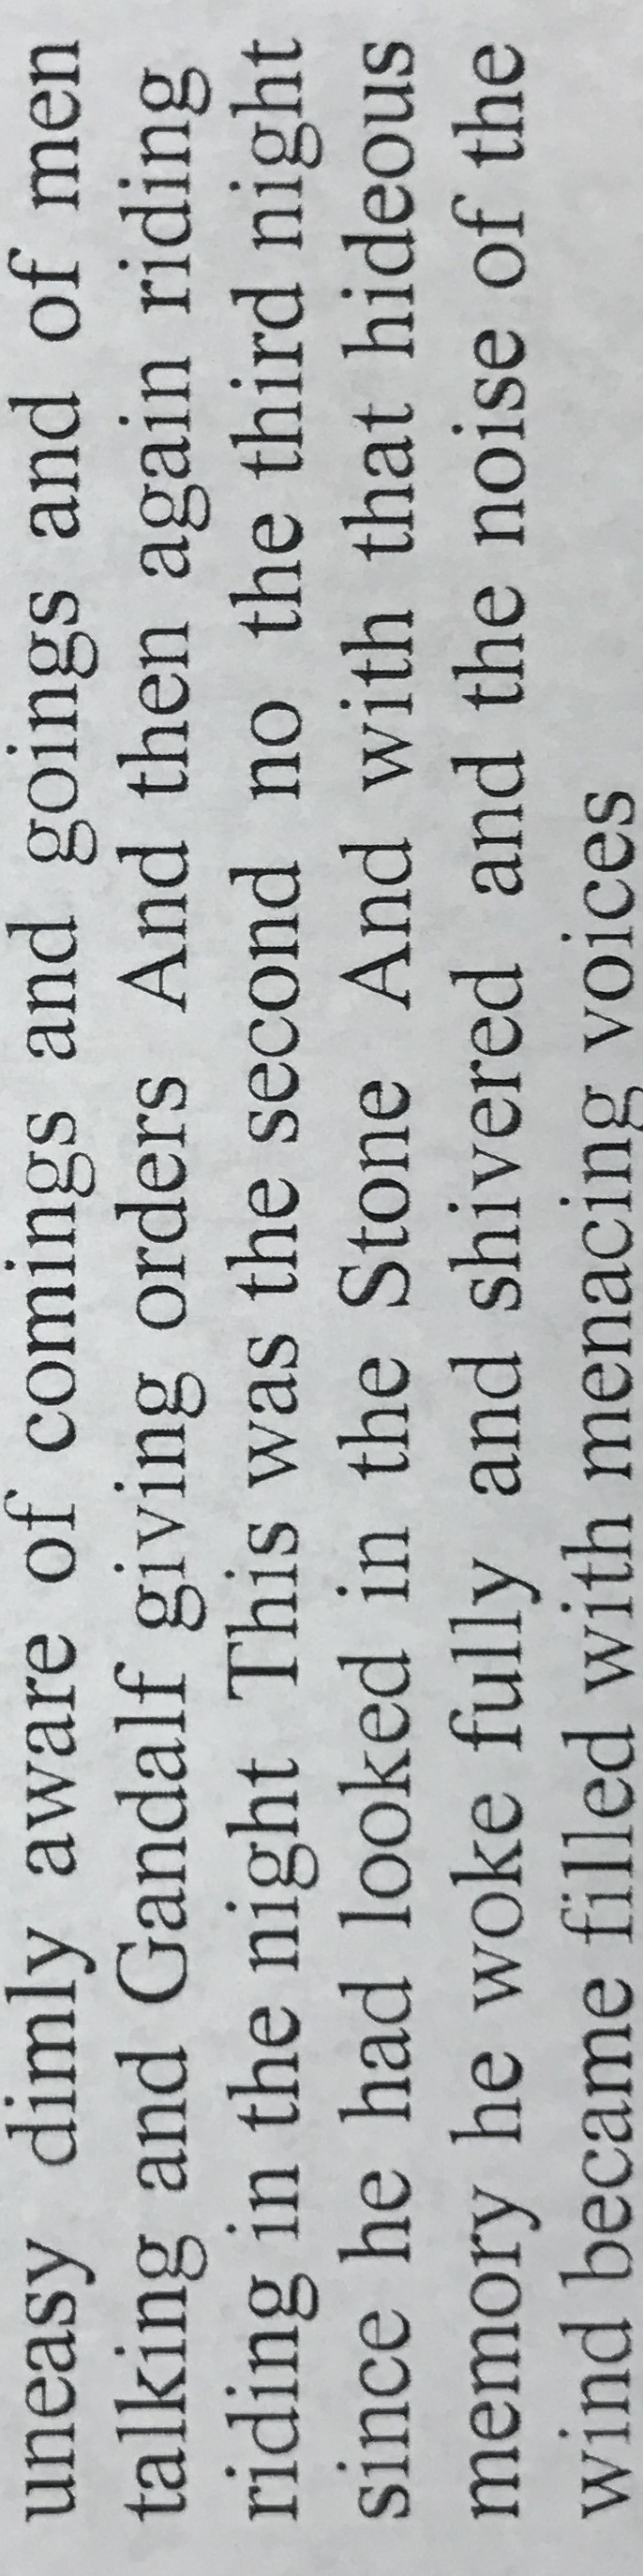 uneasy dimly aware of comings and goings and of men
talking and Gandalf giving orders And then again riding
riding in the night This was the second no the third night
since he had looked in the Stone And with that hideous
memory he woke fully and shivered and the noise of the
wind became filled with menacing voices